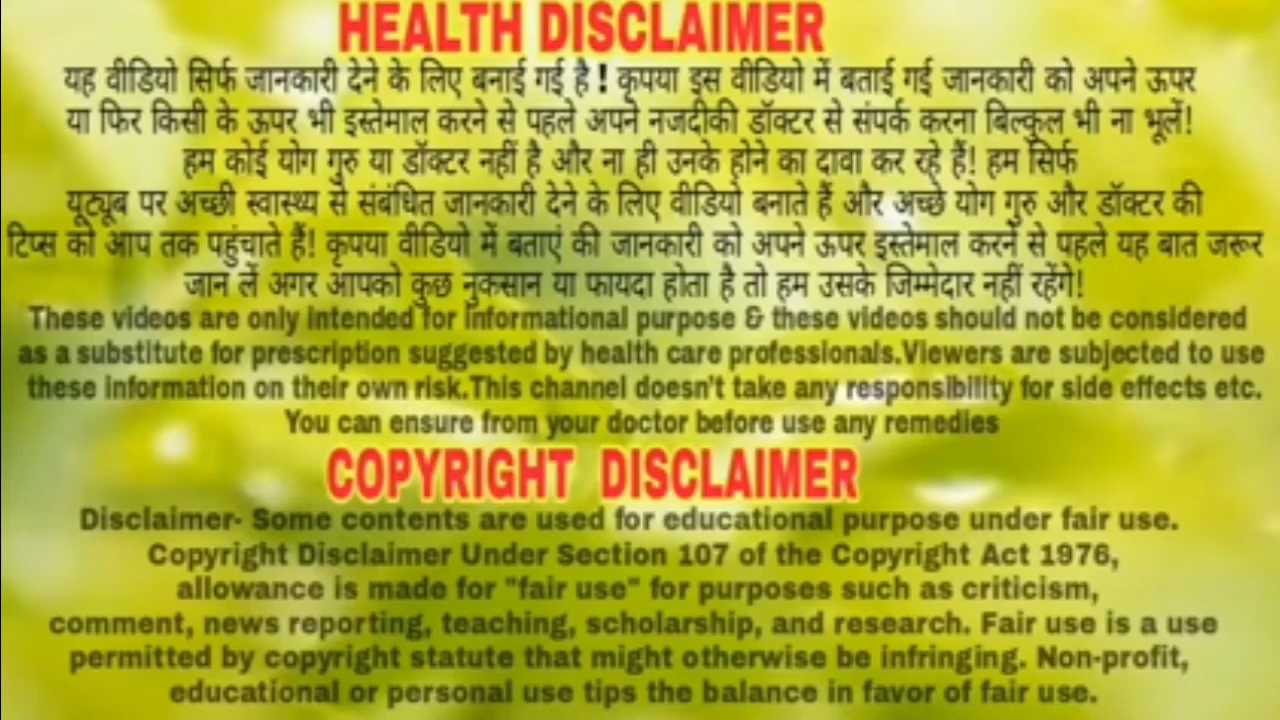 HEALTH DISCLAIMER
यह वीडियो सिर्फ जानकारी देने के लिए बनाई गई है ! कृपया इस वीडियो में बताई गई जानकारी को अपने ऊपर
या फिर किसी के ऊपर भी इस्तेमाल करने से पहले अपने नजदीकी डॉक्टर से संपर्क करना बिल्कुल भी ना भूलें!
हम कोई योग गुरु या डॉक्टर नहीं है और ना ही उनके होने का दावा कर रहे हैं! हम सिर्फ
यूट्यूब पर अच्छी स्वास्थ्य से संबंधित जानकारी देने के लिए वीडियो बनाते हैं और अच्छे योग गुरु और डॉक्टर की
टिप्स को आप तक पहुंचाते हैं! कृपया वीडियो में बताएं की जानकारी को अपने ऊपर इस्तेमाल करने से पहले यह बात जरूर
जान लें अगर आपको कुछ नुकसान या फायदा होता है तो हम उसके जिम्मेदार नहीं रहेंगे!
These videos are only intended for informational purpose & these videos should not be considered
as a substitute for prescription suggested by health care professionals.Viewers are subjected to use
these information on their own risk.This channel doesn't take any responsibility for side effects etc.
You can ensure from your doctor before use any remedies
COPYRIGHT DISCLAIMER
Disclaimer- Some contents are used for educational purpose under fair use.
Copyright Disclaimer Under Section 107 of the Copyright Act 1976,
allowance is made for "fair use" for purposes such as criticism,
comment, news reporting, teaching, scholarship, and research. Fair use is a use
permitted by copyright statute that might otherwise be infringing. Non-profit,
educational or personal use tips the balance in favor of fair use.